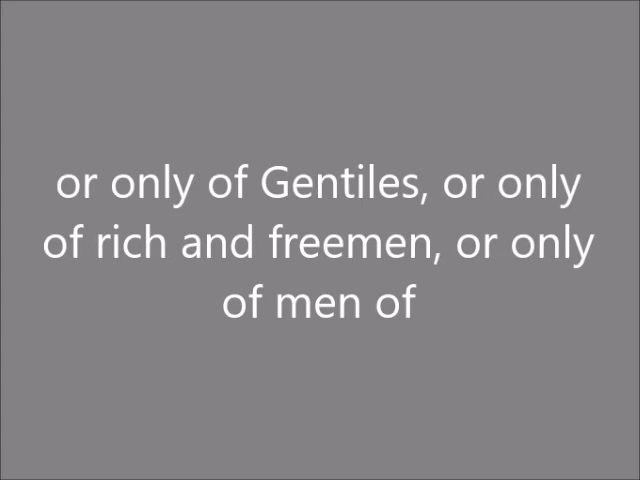 or only of Gentiles, or only
of rich and freemen, or only
of men of